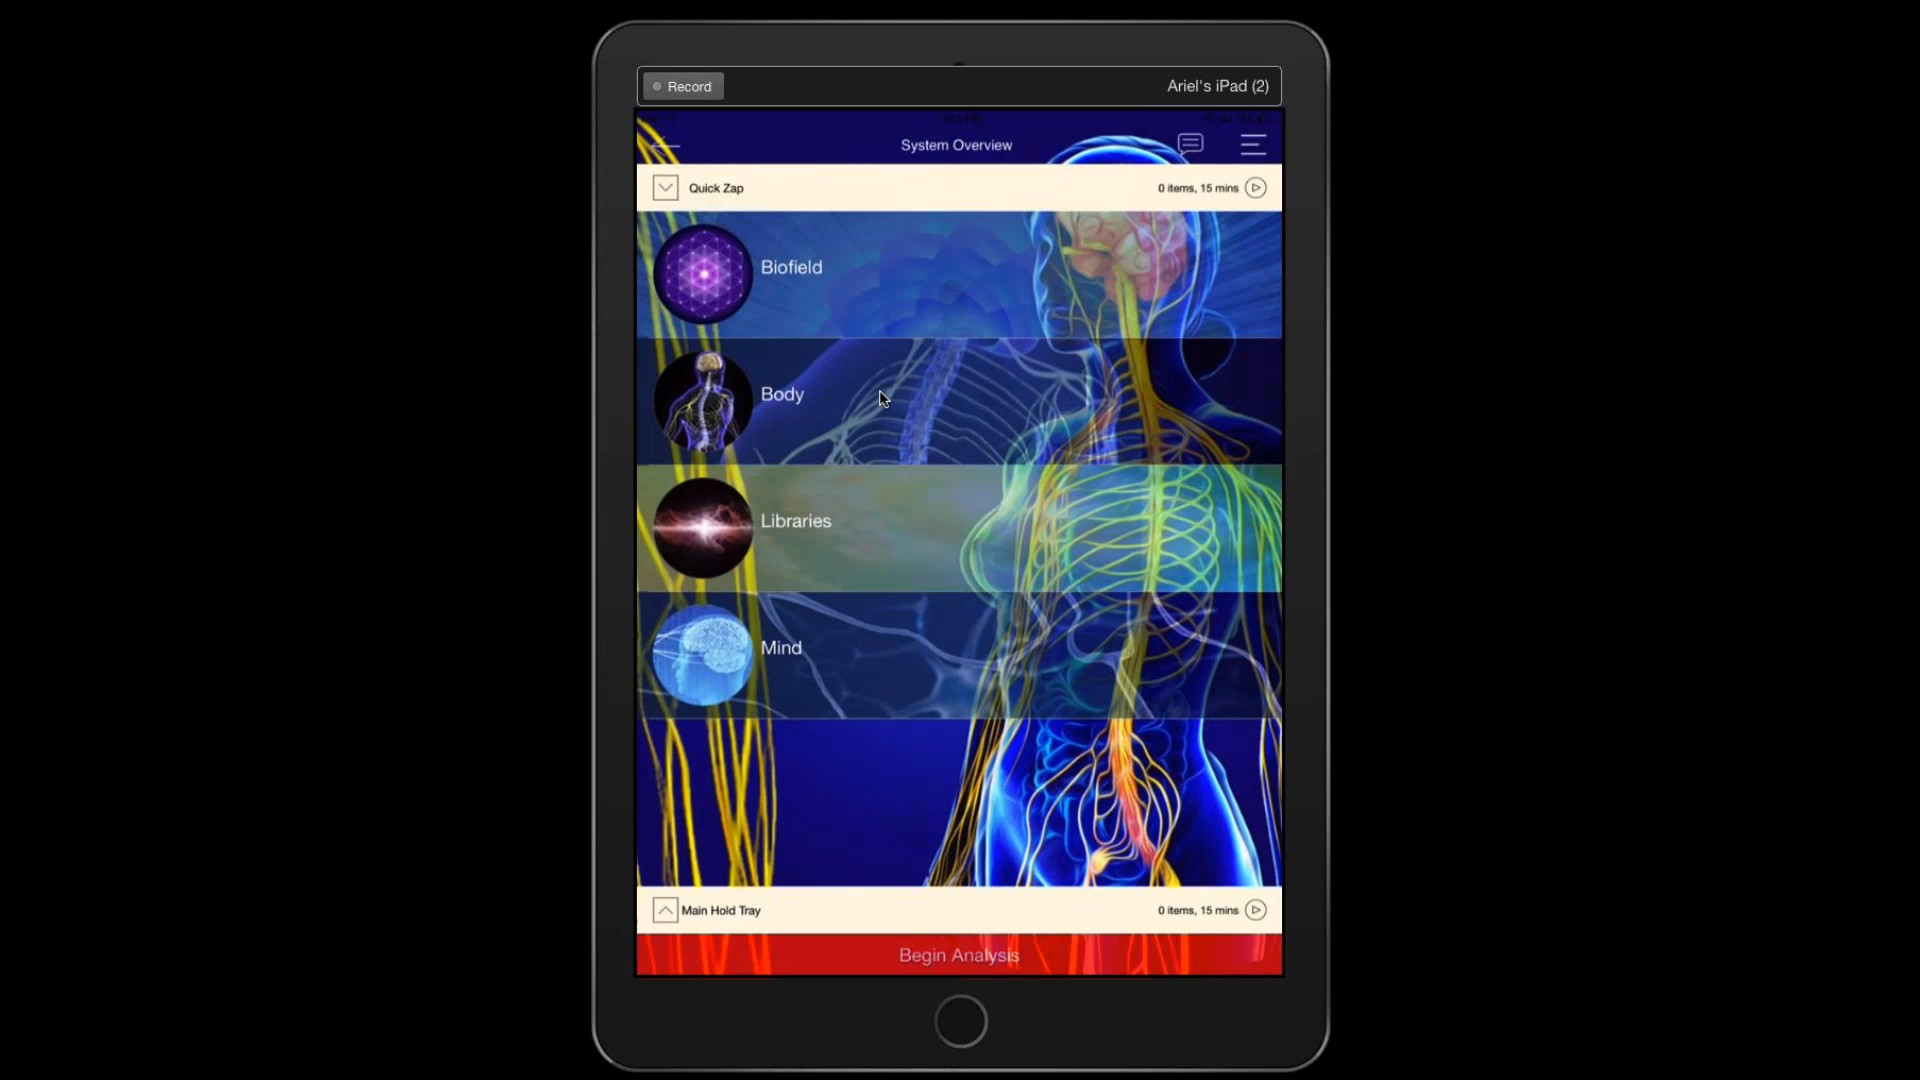 Record
Ariel's iPad (2)
System Overview
Quick Zap
0 items, 15 mins
Biofield
Body
Libraries
Mind
Main Hold Tray
0 items, 15 mins
Begin Analysis